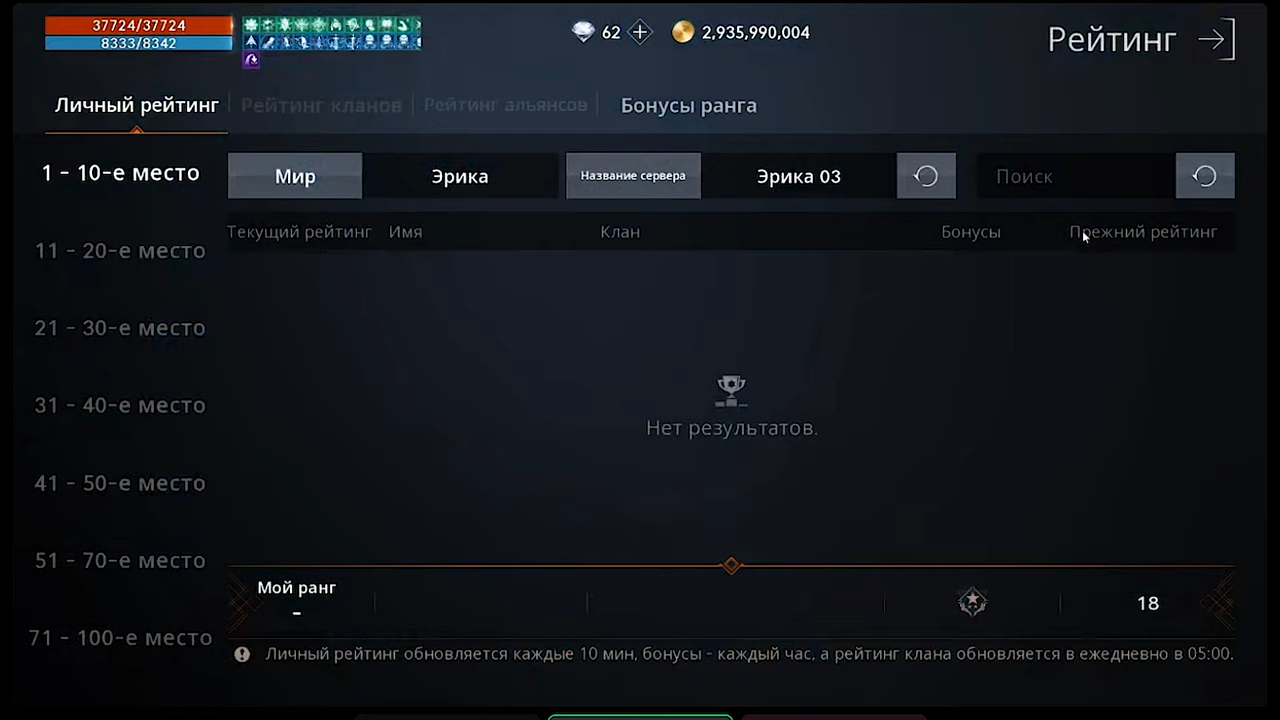 37724/37724
8333/8342
62
2,935,990,004
Рейтинг
Личный рейтинг
Рейтинг кланов
Рейтинг альянсов
Бонусы ранга
1 - 10-е место
11 - 20-е место
21 - 30-е место
31 - 40-е место
41 - 50-е место
51 - 70-е место
71 - 100-е место
Мир
Эрика
Название сервера
Эрика 03
Поиск
Текущий рейтинг Имя Клан Бонусы Прежний рейтинг
Нет результатов.
Мой ранг
-
18
Личный рейтинг обновляется каждые 10 мин, бонусы - каждый час, а рейтинг клана обновляется в ежедневно в 05:00.